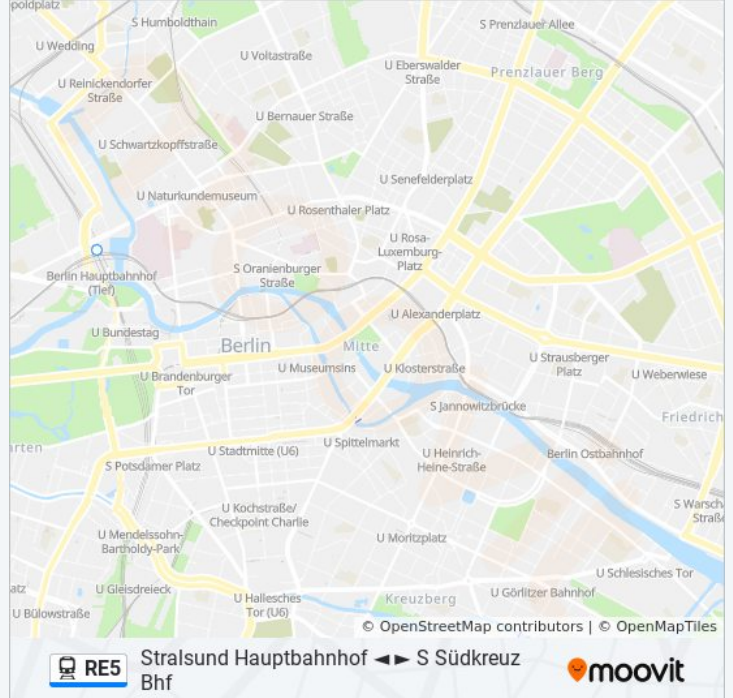 poldplatz
S Humboldthain
S Prenzlauer Allee
U Wedding
U Voltastraße
U Eberswalder
Straße
Prenzlauer Berg
U Reinickendorfer
Straße
U Bernauer Straße
U Schwartzkopffstraße
U Senefelderplatz
U Naturkundemuseum
U Rosenthaler Platz
U Rosa-
Luxemburg-
Platz
S Oranienburger
Straße
Berlin Hauptbahnhof
(Tief)
U Alexanderplatz
U Bundestag
Berlin
Mitte
U Strausberger
Platz
U Museumsins
U Klosterstraße
U Weberwiese
U Brandenburger
Tor
S Jannowitzbrücke
Friedrich
U Spittelmarkt
rten
U Stadtmitte (U6)
U Heinrich-
Heine-Straße
Berlin Ostbahnhof
S Potsdamer Platz
S Warsch
Straße
U Kochstraße/
Checkpoint Charlie
U Mendelssohn-
Bartholdy-Park
U Moritzplatz
U Schlesisches Tor
atz
U Gleisdreieck
U Hallesches
Tor (U6)
Kreuzberg
U Görlitzer Bahnhof
U Bülowstraße
© OpenStreetMap contributors | © OpenMapTiles
RE5
Stralsund Hauptbahnhof ◄► S Südkreuz
Bhf
moovit